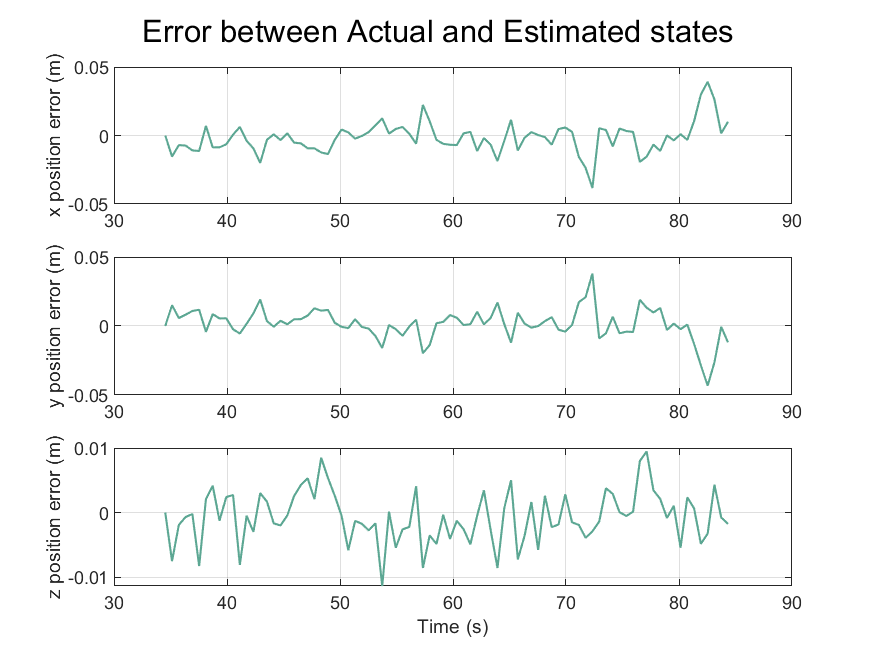 Error between Actual and Estimated states
x position error (m)
0.05
0
-0.05
30 40 50 60 70 80 90
y position error (m)
0.05
0
-0.05
30 40 50 60 70 80 90
z position error (m)
0.01
0
-0.01
30 40 50 60 70 80 90
Time (s)